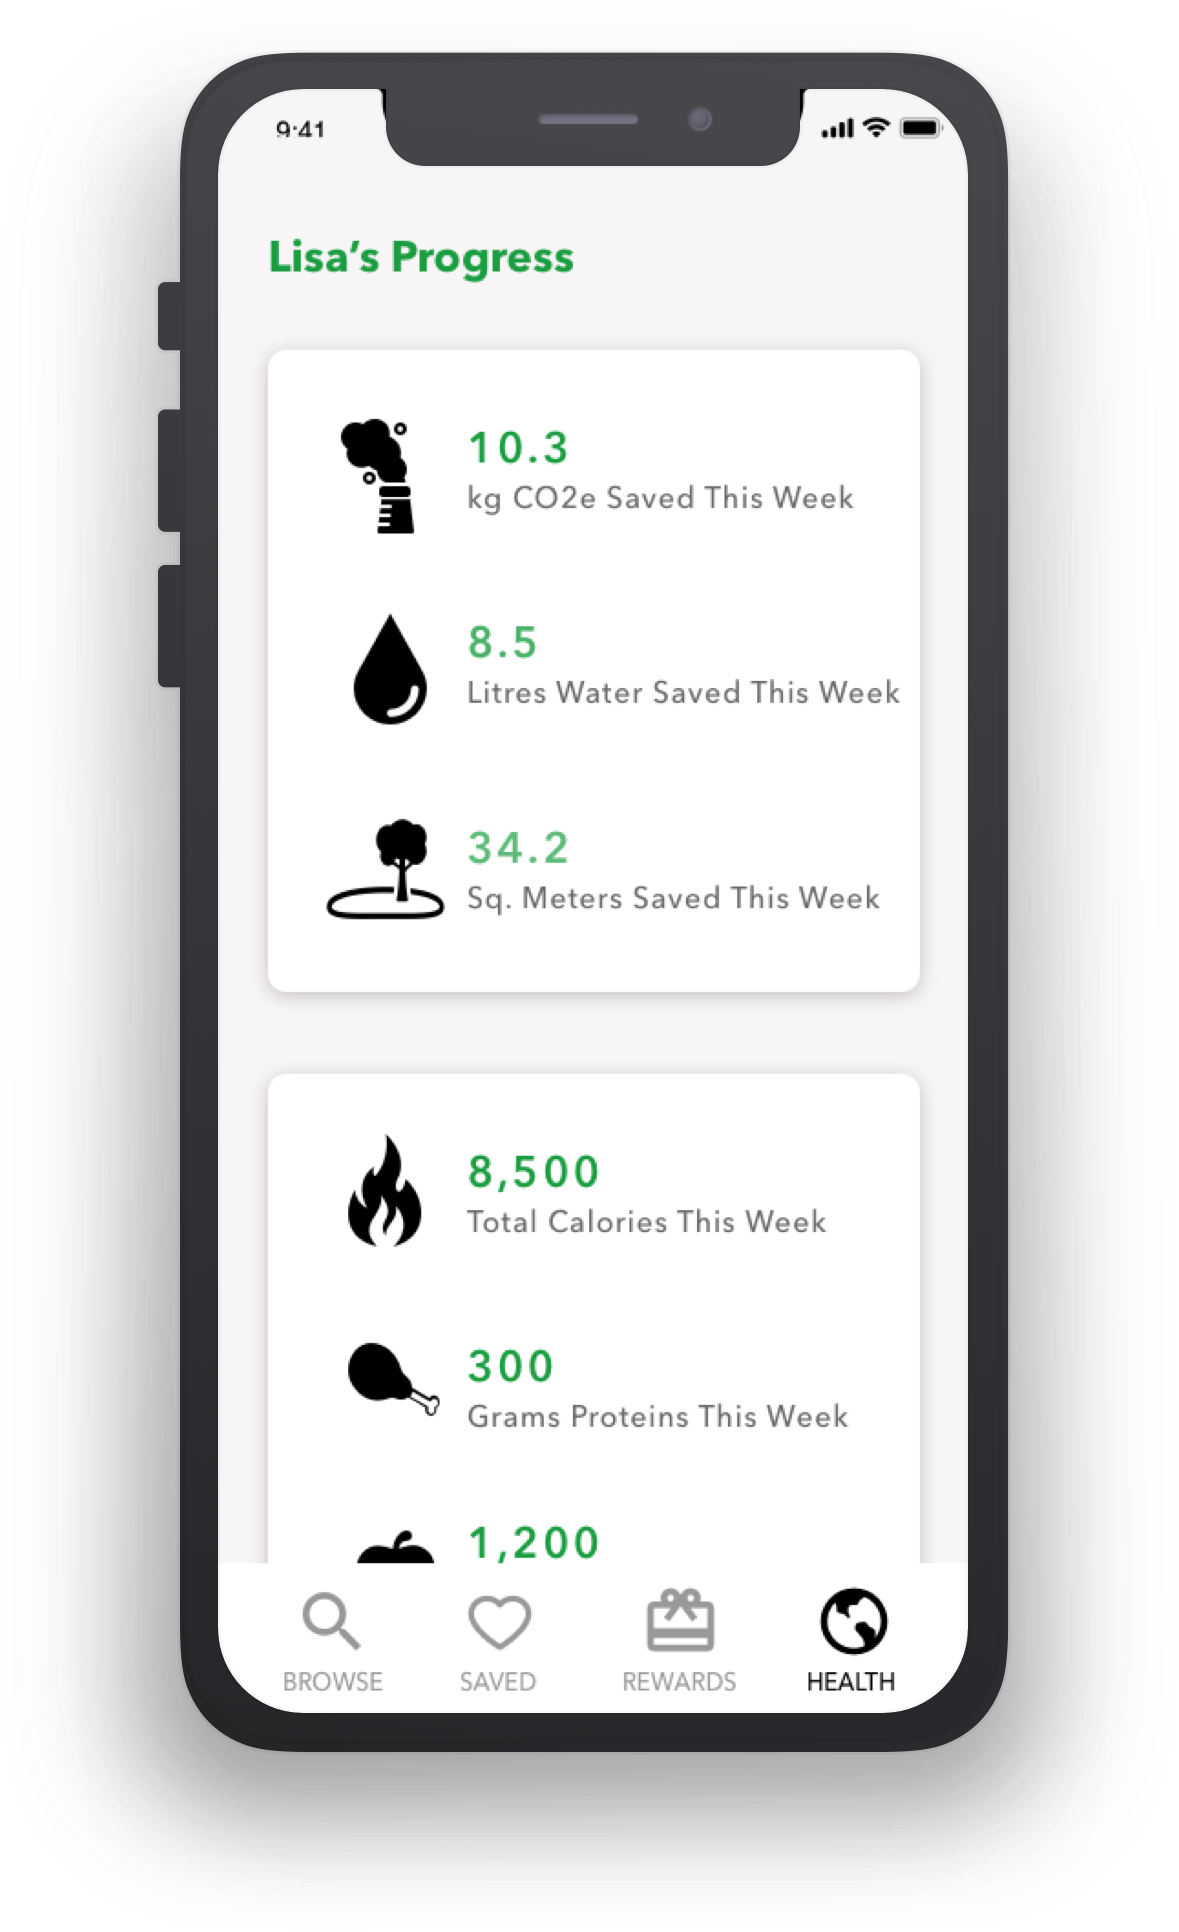 9:41
Lisa’s Progress
10.3
kg CO2e Saved This Week
8.5
Litres Water Saved This Week
34.2
Sq. Meters Saved This Week
8,500
Total Calories This Week
300
Grams Proteins This Week
1,200
BROWSE SAVED REWARDS HEALTH